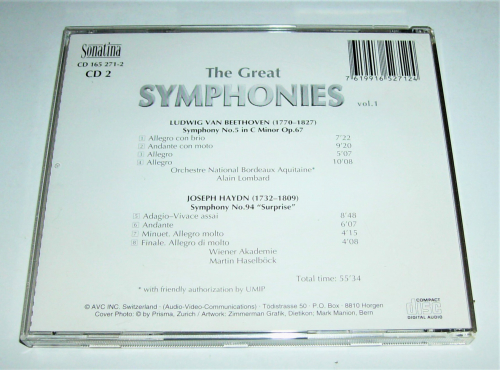 Sonatina
CD 165 271-2
CD 2
7619916527124
The Great
SYMPHONIES
vol.1
LUDWIG VAN BEETHOVEN (1770-1827)
Symphony No.5 in C Minor Op.67
1 Allegro con brio 7'22
2 Andante con moto 9'20
3 Allegro 5'07
4 Allegro 10'08
Orchestre National Bordeaux Aquitaine*
Alain Lombard
JOSEPH HAYDN (1732-1809)
Symphony No.94 "Surprise"
5 Adagio-Vivace assai 8'48
6 Andante 6'07
7 Minuet. Allegro molto 4'15
8 Finale. Allegro di molto 4'08
Wiener Akademie
Martin Haselböck
Total time: 55'34
* with friendly authorization by UMIP
© AVC INC. Switzerland - (Audio-Video-Communications) - Tödistrasse 50 - P.O. Box - 8810 Horgen
Cover Photo: © by Prisma, Zurich / Artwork: Zimmerman Grafik, Dietikon: Mark Manion, Bern
COMPACT
disc
DIGITAL AUDIO